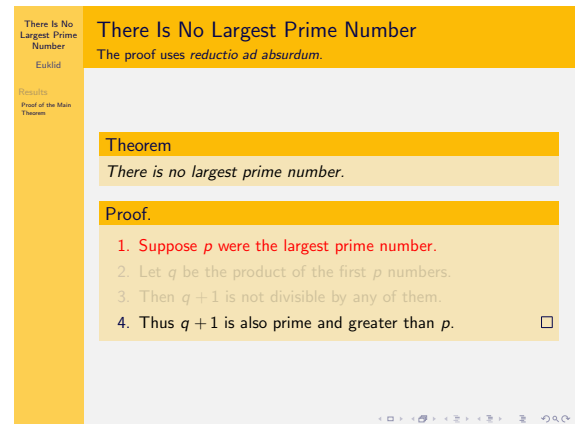 There Is No
Largest Prime
Number
Euklid
Results
Proof of the Main
Theorem
There Is No Largest Prime Number
The proof uses reductio ad absurdum.
Theorem
There is no largest prime number.
Proof.
1. Suppose p were the largest prime number.
2. Let q be the product of the first p numbers.
3. Then q + 1 is not divisible by any of them.
4. Thus q + 1 is also prime and greater than p. □